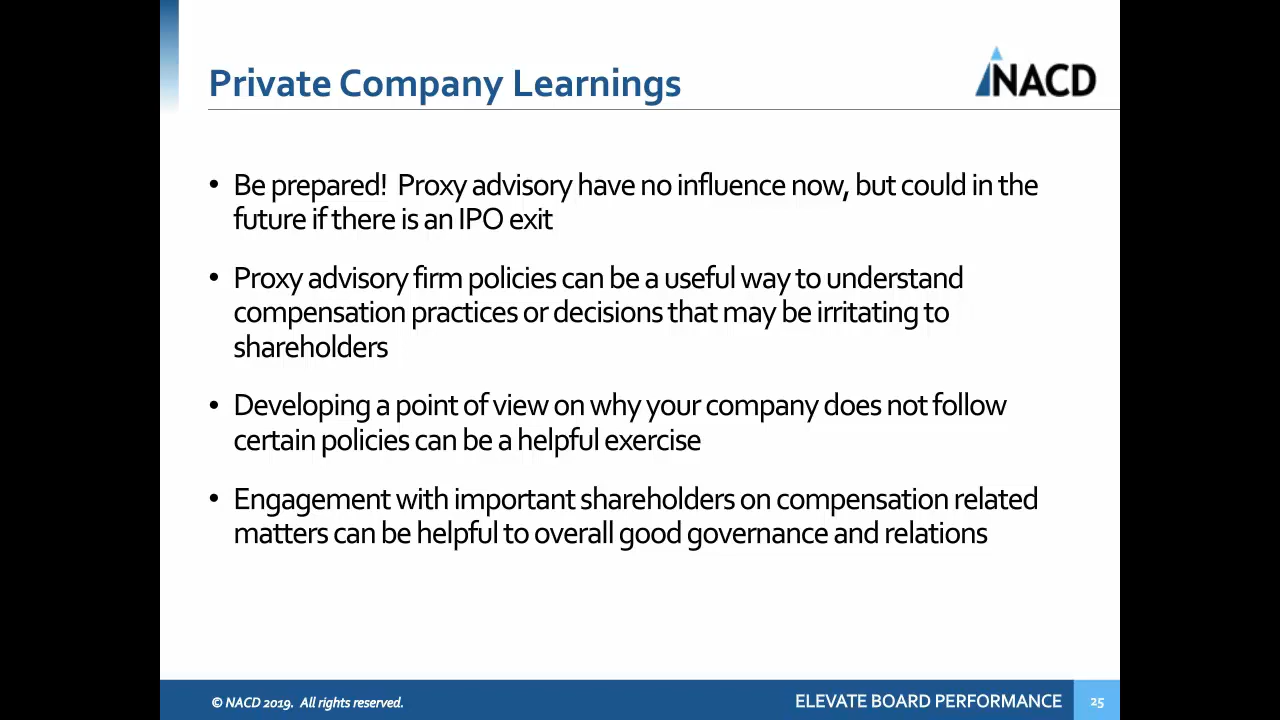 Private Company Learnings
NACD
• Be prepared!  Proxy advisory have no influence now, but could in the
future if there is an IPO exit
• Proxy advisory firm policies can be a useful way to understand
compensation practices or decisions that may be irritating to
shareholders
• Developing a point of view on why your company does not follow
certain policies can be a helpful exercise
• Engagement with important shareholders on compensation related
matters can be helpful to overall good governance and relations
© NACD 2019.  All rights reserved.
ELEVATE BOARD PERFORMANCE
25